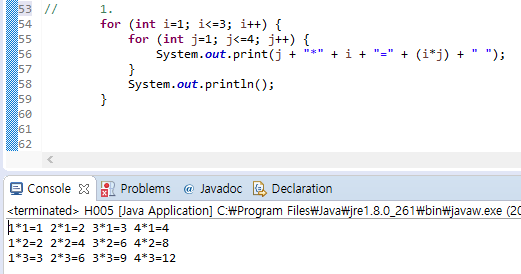 53 // 1.
54 for (int i=1; i<=3; i++) {
55 for (int j=1; j<=4; j++) {
56 System.out.print(j + "*" + i + "=" + (i*j) + " ");
57 }
58 System.out.println();
59 }
60
61
62
Console Problems @ Javadoc Declaration
<terminated> H005 [Java Application] C:₩Program Files₩Java₩jre1.8.0_261₩bin₩javaw.exe (20
1*1=1 2*1=2 3*1=3 4*1=4
1*2=2 2*2=4 3*2=6 4*2=8
1*3=3 2*3=6 3*3=9 4*3=12